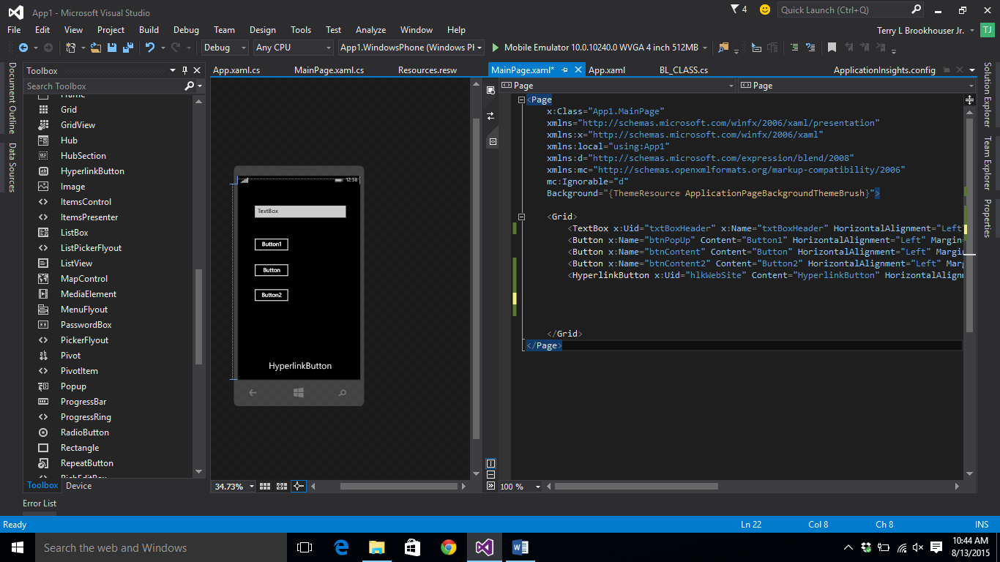 App1 - Microsoft Visual Studio
4
Quick Launch (Ctrl+Q)
File Edit View Project Build Debug Team Design Tools Test Analyze Window Help
Terry L Brookhouser Jr.
TJ
Debug
Any CPU
App1.WindowsPhone (Windows Pl
Mobile Emulator 10.0.10240.0 WVGA 4 inch 512MB
Document Outline
Data Sources
Toolbox
Search Toolbox
Frame
Grid
GridView
Hub
HubSection
HyperlinkButton
Image
ItemsControl
ItemsPresenter
ListBox
ListPickerFlyout
ListView
MapControl
MediaElement
MenuFlyout
PasswordBox
PickerFlyout
Pivot
PivotItem
Popup
ProgressBar
ProgressRing
RadioButton
Rectangle
RepeatButton
RichEditBox
Toolbox Device
App.xaml.cs MainPage.xaml.cs Resources.resw MainPage.xaml* App.xaml BL_CLASS.cs ApplicationInsights.config
12:58
TextBox
Button1
Button
Button2
HyperlinkButton
34.73%
Page
Page
<Page
x:Class="App1.MainPage"
xmlns="http://schemas.microsoft.com/winfx/2006/xaml/presentation"
xmlns:x="http://schemas.microsoft.com/winfx/2006/xaml"
xmlns:local="using:App1"
xmlns:d="http://schemas.microsoft.com/expression/blend/2008"
xmlns:mc="http://schemas.openxmlformats.org/markup-compatibility/2006"
mc:Ignorable="d"
Background="{ThemeResource ApplicationPageBackgroundThemeBrush}">
<Grid>
<TextBox x:Uid="txtBoxHeader" x:Name="txtBoxHeader" HorizontalAlignment="Left"
<Button x:Name="btnPopUp" Content="Button1" HorizontalAlignment="Left" Margin=
<Button x:Name="btnContent" Content="Button" HorizontalAlignment="Left" Margin
<Button x:Name="btnContent2" Content="Button2" HorizontalAlignment="Left" Marg
<HyperlinkButton x:Uid="hlkWebSite" Content="HyperlinkButton" HorizontalAlignm
</Grid>
</Page>
100 %
Solution Explorer
Team Explorer
Properties
Error List
Ready
Ln 22
Col 8
Ch 8
INS
Search the web and Windows
10:44 AM
8/13/2015